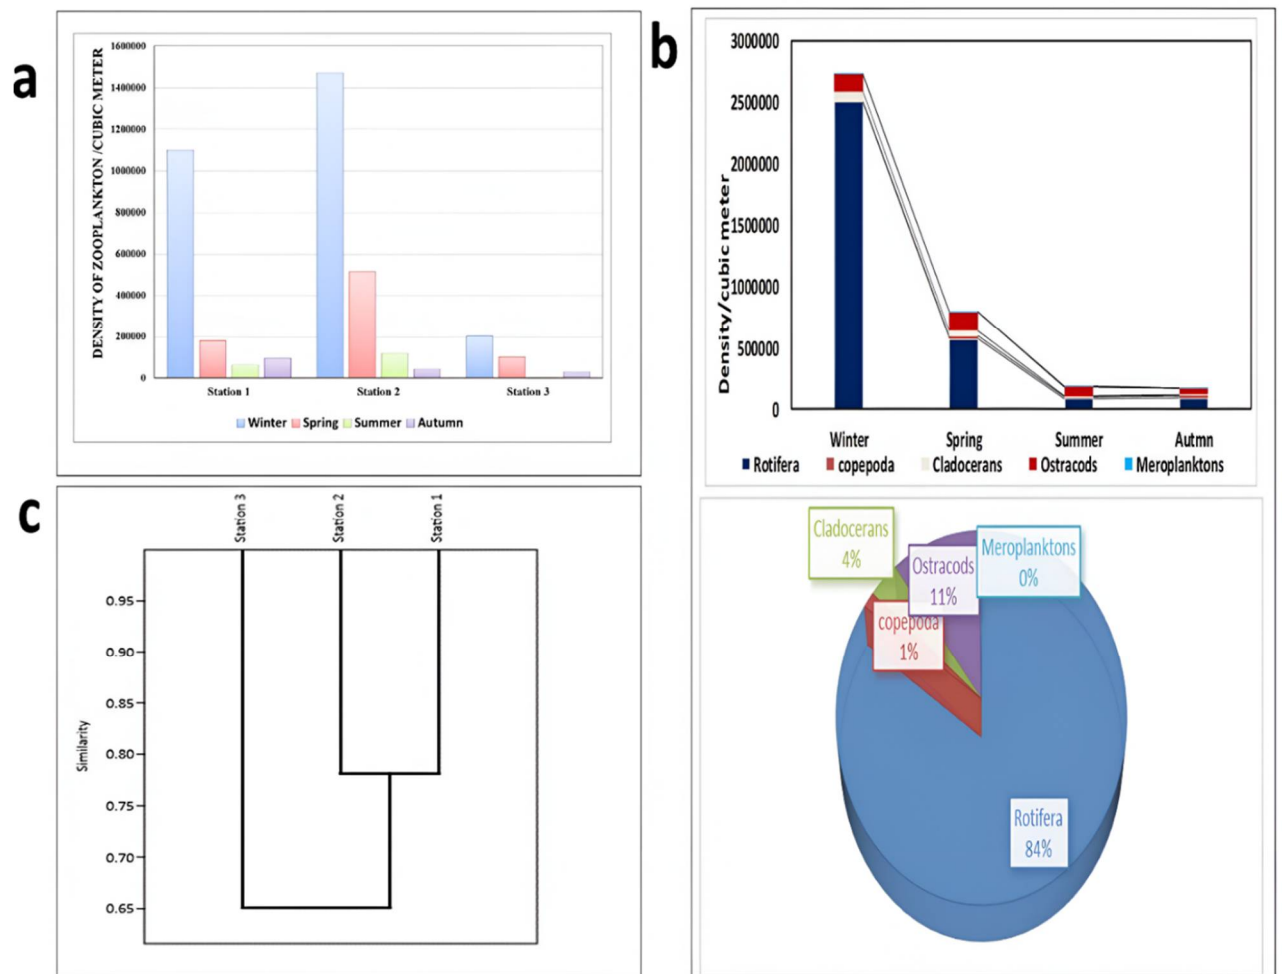 a
DENSITY OF ZOOPLANKTON /CUBIC METER
1600000
1400000
1200000
1000000
800000
600000
400000
200000
0
Station 1 Station 2 Station 3
Winter Spring Summer Autumn
b
Density/cubic meter
3000000
2500000
2000000
1500000
1000000
500000
0
Winter Spring Summer Autmn
Rotifera copepoda Cladocerans Ostracods Meroplanktons
c
Station 3 Station 2 Station 1
Similarity
0.95
0.90
0.85
0.80
0.75
0.70
0.65
Cladocerans
4%
Ostracods
11%
Meroplanktons
0%
copepoda
1%
Rotifera
84%